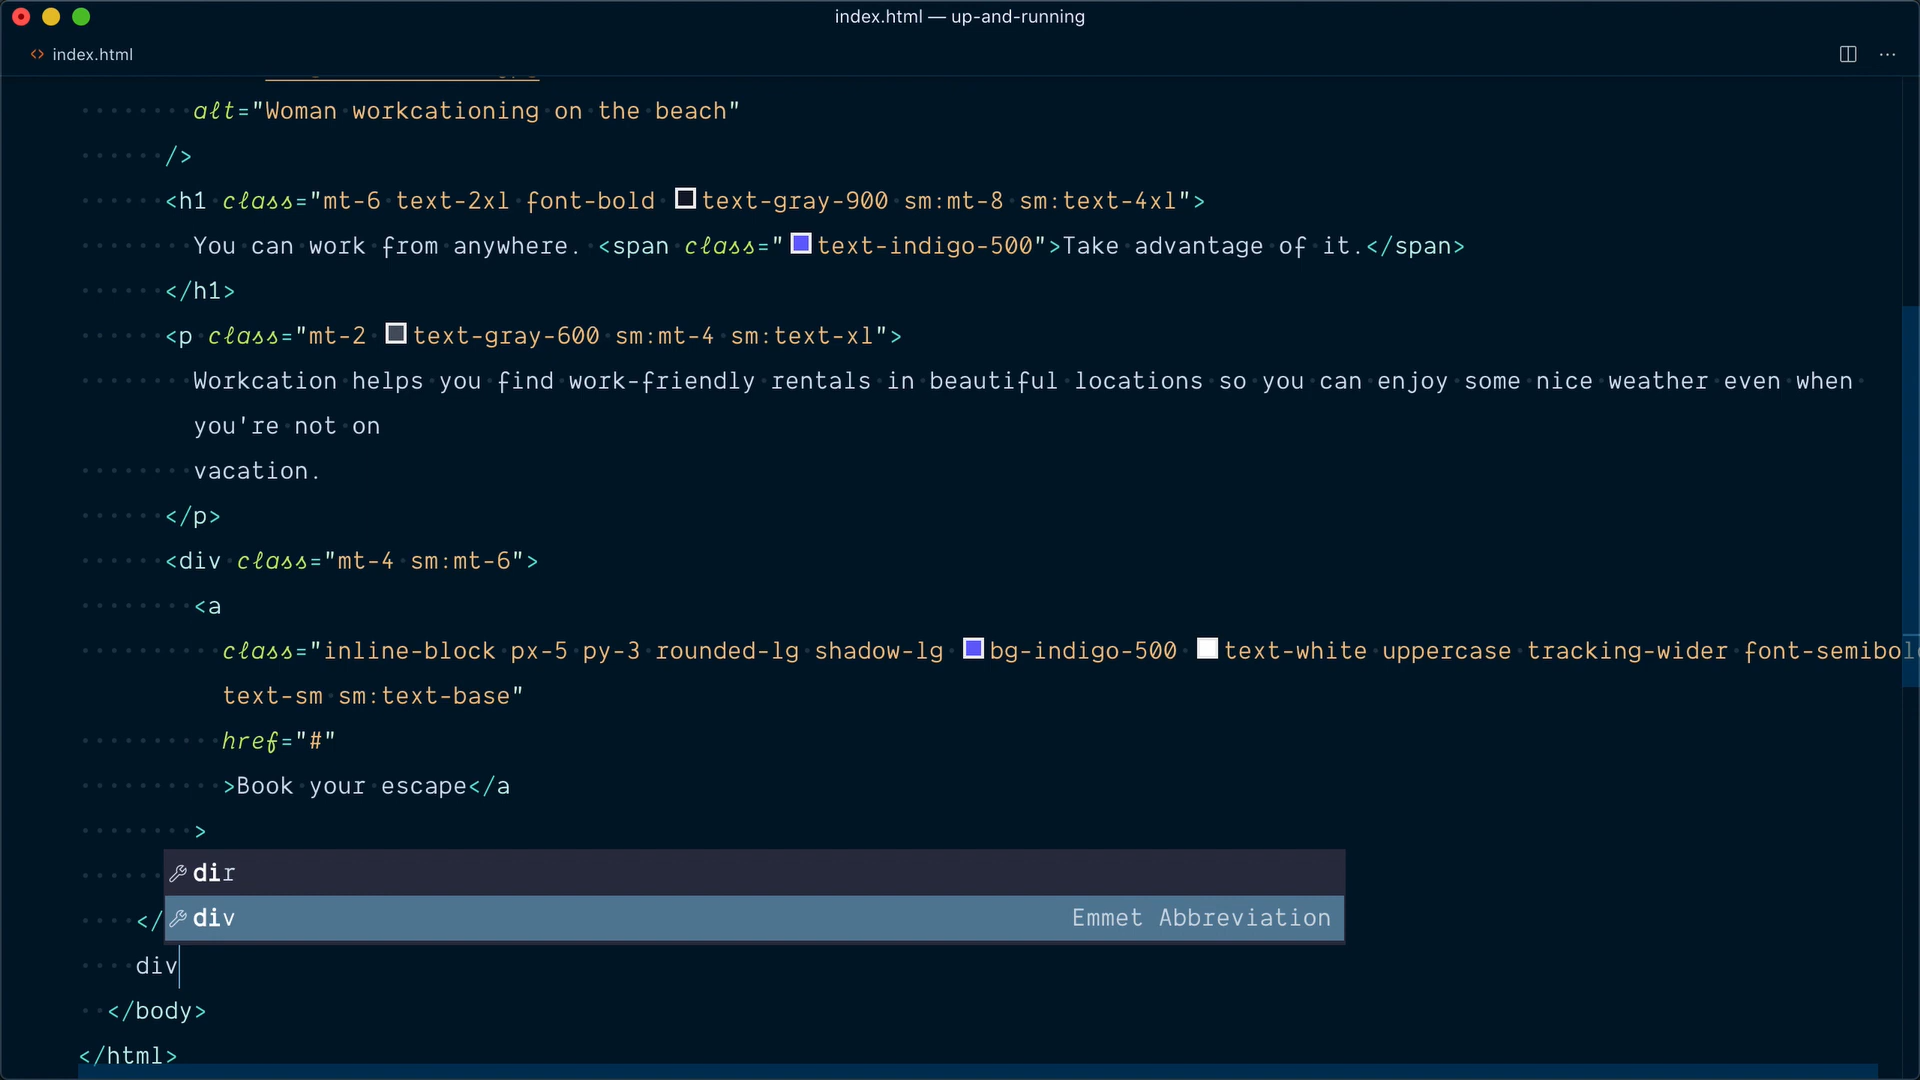 index.html — up-and-running
<> index.html
alt="Woman workcationing on the beach"
/>
<h1 class="mt-6 text-2xl font-bold text-gray-900 sm:mt-8 sm:text-4xl">
You can work from anywhere. <span class="text-indigo-500">Take advantage of it.</span>
</h1>
<p class="mt-2 text-gray-600 sm:mt-4 sm:text-xl">
Workcation helps you find work-friendly rentals in beautiful locations so you can enjoy some nice weather even when
you're not on
vacation.
</p>
<div class="mt-4 sm:mt-6">
<a
class="inline-block px-5 py-3 rounded-lg shadow-lg bg-indigo-500 text-white uppercase tracking-wider font-semibol
text-sm sm:text-base"
href="#"
>Book your escape</a
>
dir
div Emmet Abbreviation
</
div
</body>
</html>